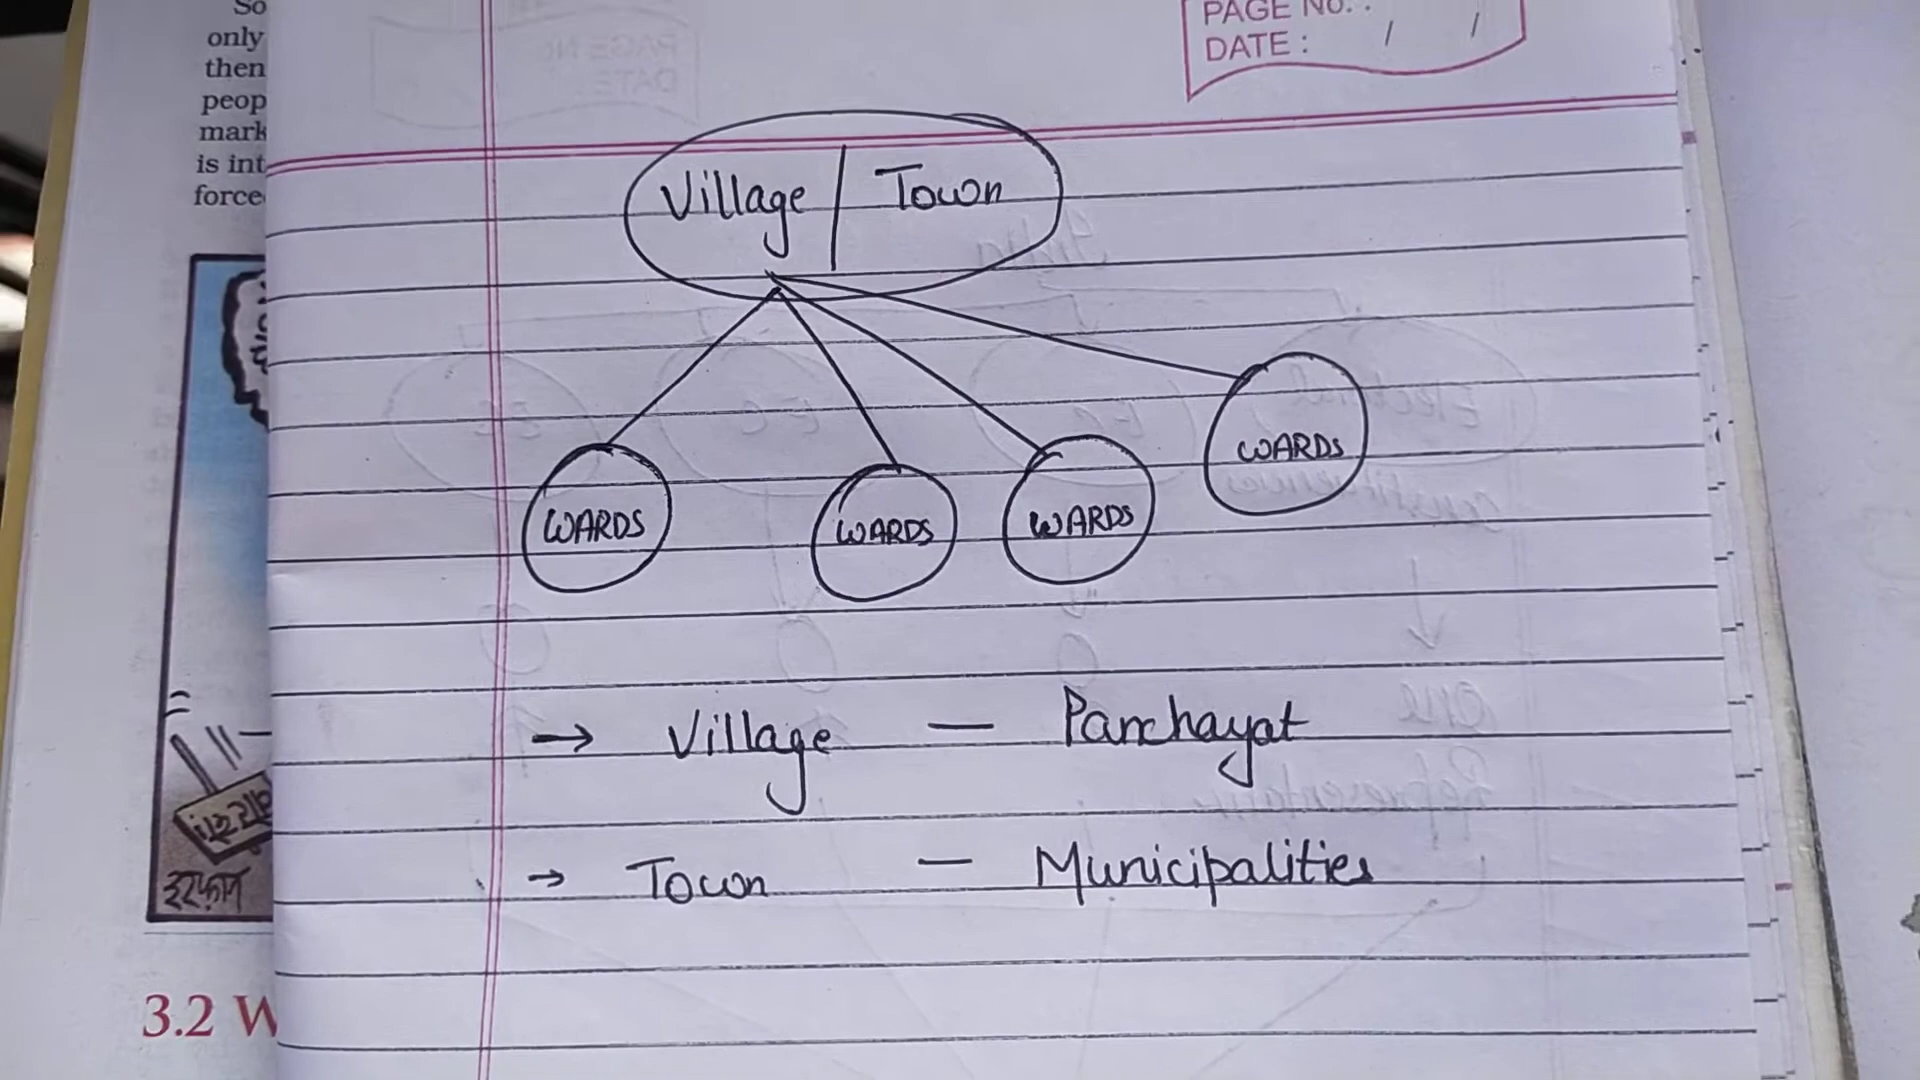 So
only
then
peop
mark
is int
force
PAGE No. :
DATE : / /
Village / Town
WARDS
WARDS
WARDS
WARDS
→ Village — Panchayat
→ Town — Municipalities
इरफ़ान
3.2 W